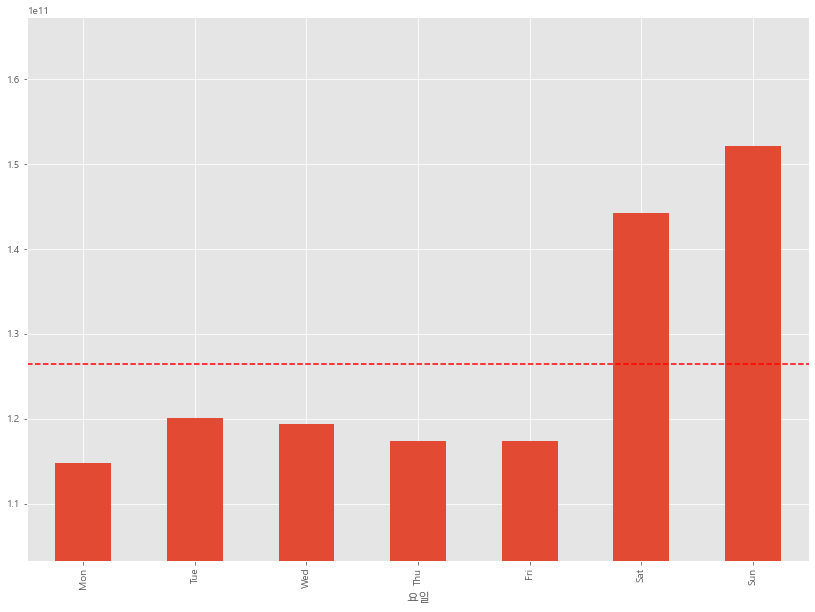 1e11
1.6
1.5
1.4
1.3
1.2
1.1
Mon
Tue
Wed
Thu
Fri
Sat
Sun
요일